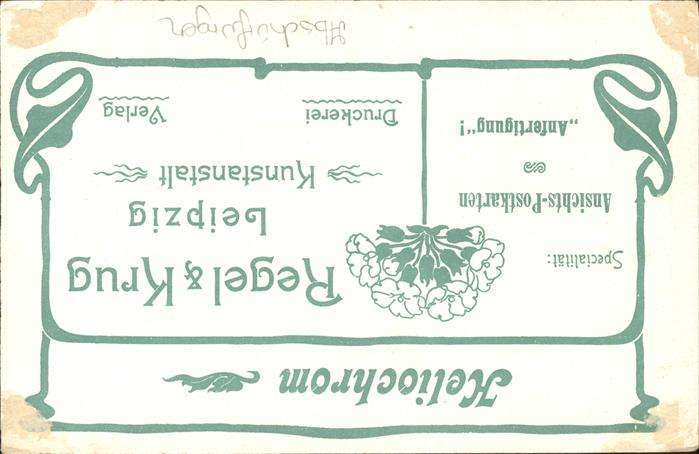 Heliochrom
Specialität:
Ansichts-Postkarten
„Anfertigung"!
Regel & Krug
Leipzig
Kunstanstalt
Druckerei
Verlag